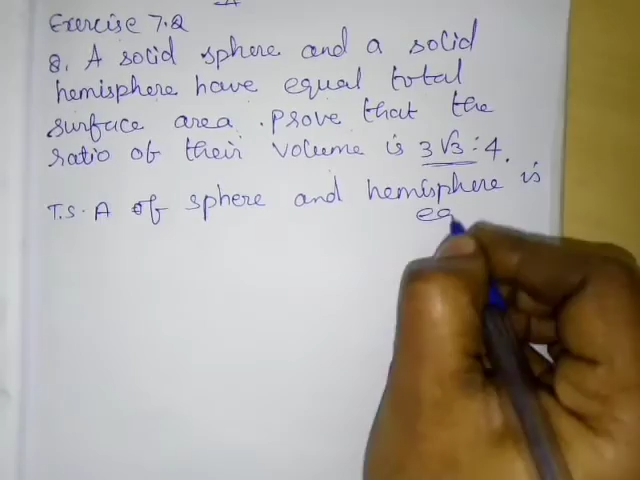 Exercise 7.2
8. A solid sphere and a solid
hemisphere have equal total
surface area. prove that the
ratio of their volume is 3√3:4.
T.S.A of sphere and hemisphere is
eq